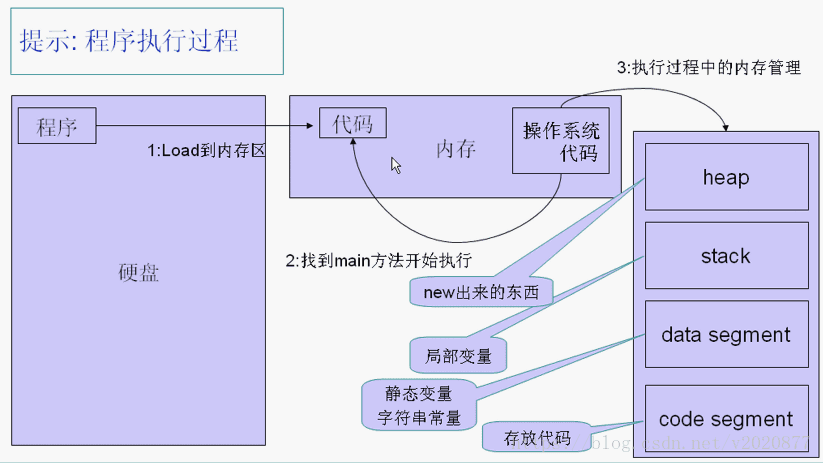 提示: 程序执行过程
3:执行过程中的内存管理
程序
代码
操作系统
代码
1:Load到内存区
内存
heap
硬盘
2:找到main方法开始执行
stack
new出来的东西
data segment
局部变量
静态变量
字符串常量
code segment
存放代码
http://blog.csdn.net/v2020877